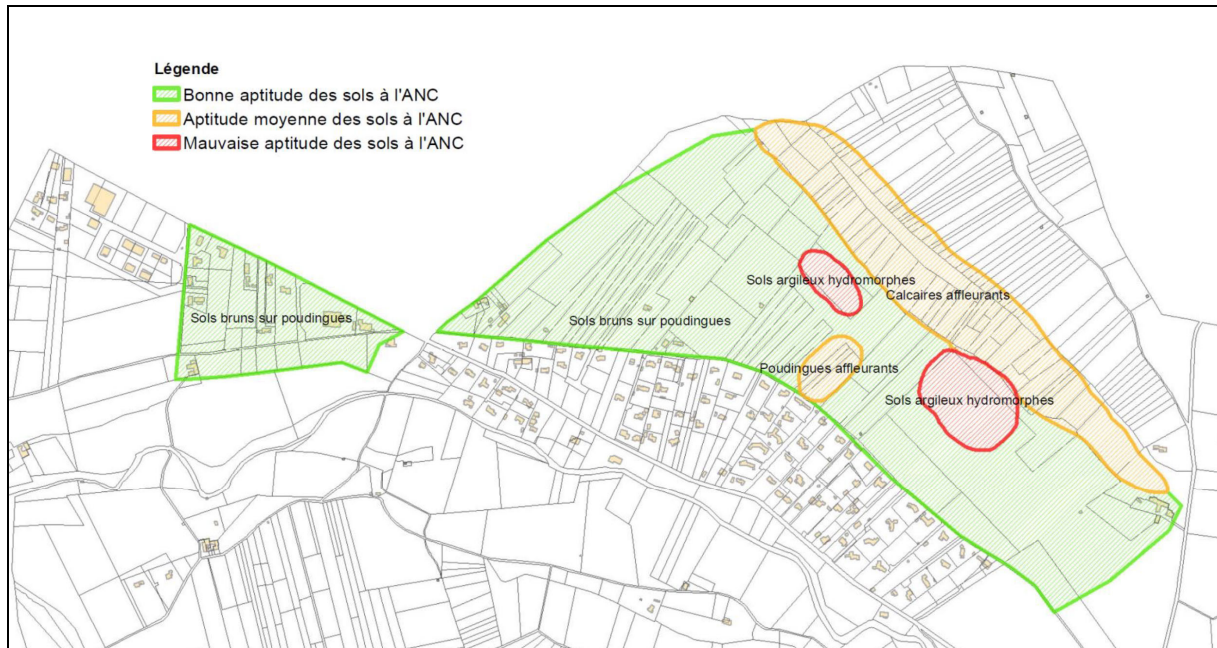 Légende
Bonne aptitude des sols à l'ANC
Aptitude moyenne des sols à l'ANC
Mauvaise aptitude des sols à l'ANC
Sols argileux hydromorphes
Calcaires affleurants
Sols bruns sur poudingues
Sols bruns sur poudingues
Poudingues affleurants
Sols argileux hydromorphes